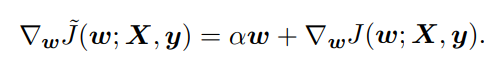 ∇_w J̃(w; X, y) = αw + ∇_w J(w; X, y).